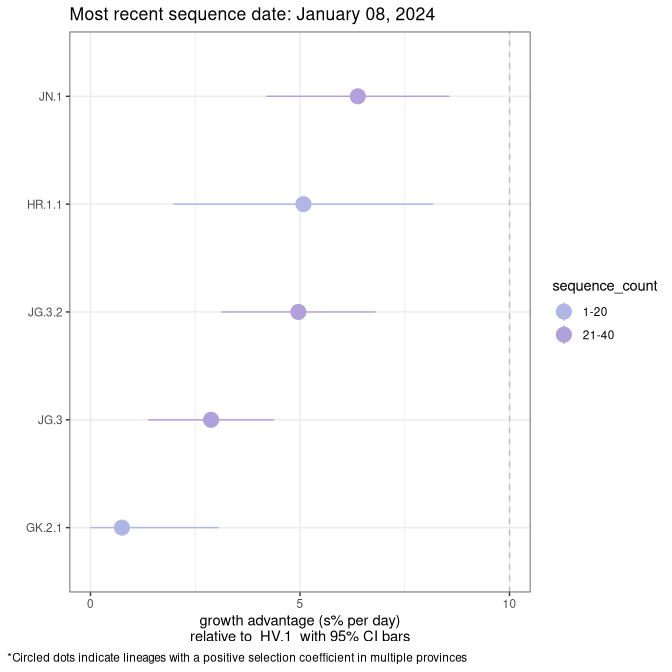 Most recent sequence date: January 08, 2024
JN.1
HR.1.1
JG.3.2
JG.3
GK.2.1
0 5 10
growth advantage (s% per day)
relative to  HV.1  with 95% CI bars
sequence_count
1-20
21-40
*Circled dots indicate lineages with a positive selection coefficient in multiple provinces